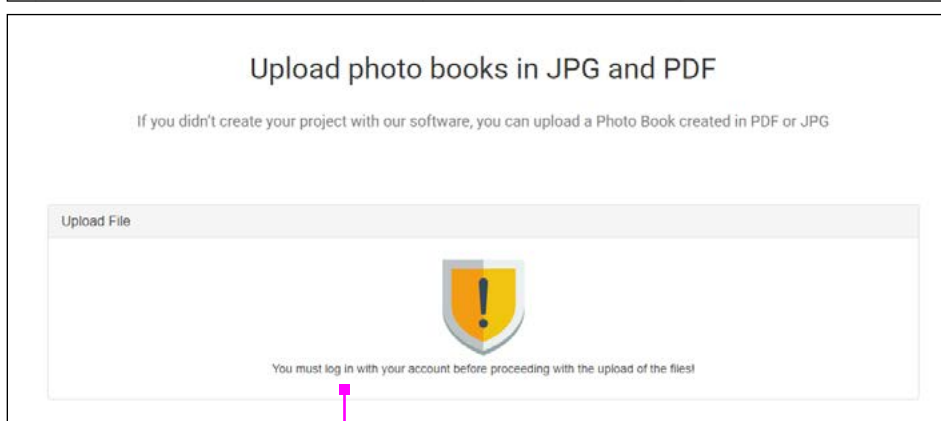 Upload photo books in JPG and PDF
If you didn't create your project with our software, you can upload a Photo Book created in PDF or JPG
Upload File
You must log in with your account before proceeding with the upload of the files!